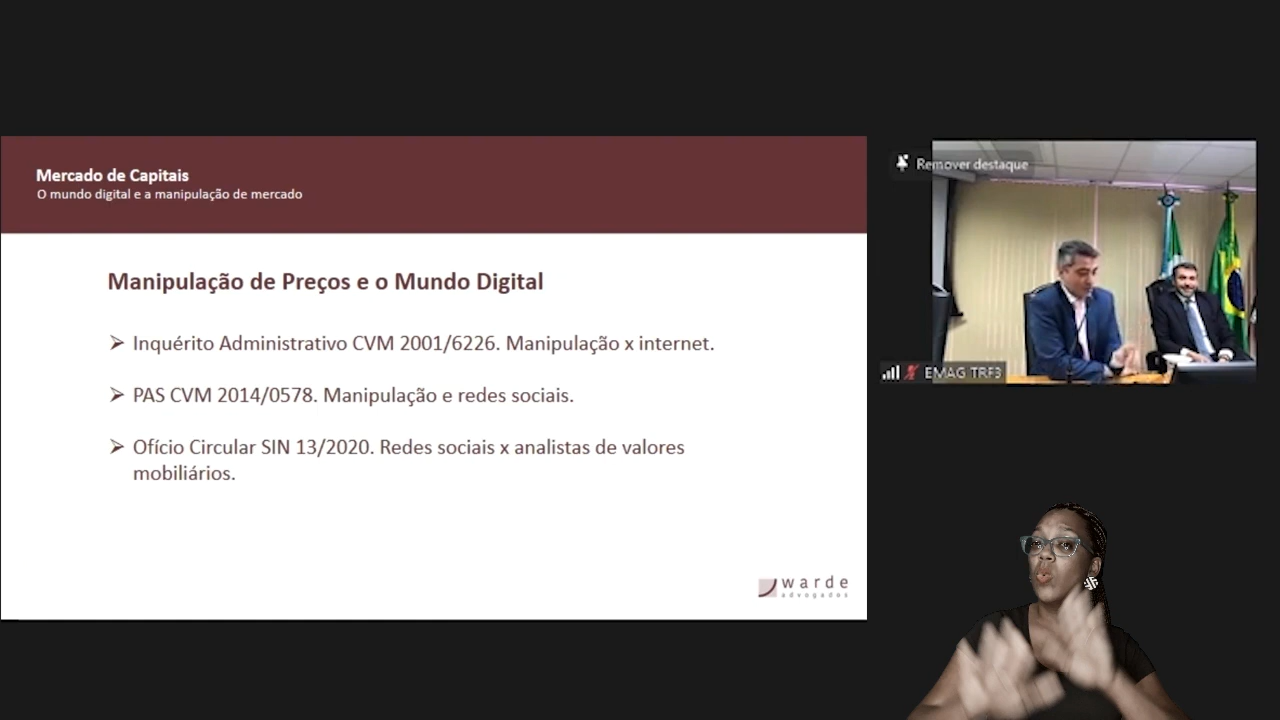 Mercado de Capitais
O mundo digital e a manipulação de mercado
Manipulação de Preços e o Mundo Digital
➢ Inquérito Administrativo CVM 2001/6226. Manipulação x internet.
➢ PAS CVM 2014/0578. Manipulação e redes sociais.
➢ Ofício Circular SIN 13/2020. Redes sociais x analistas de valores
mobiliários.
warde
advogados
Remover destaque
EMAG TRF3